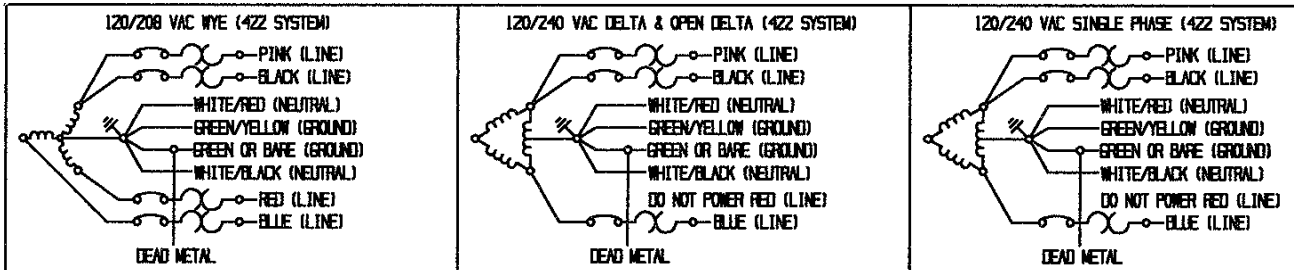 120/208 VAC WYE (422 SYSTEM)
PINK (LINE)
BLACK (LINE)
WHITE/RED (NEUTRAL)
GREEN/YELLOW (GROUND)
GREEN OR BARE (GROUND)
WHITE/BLACK (NEUTRAL)
RED (LINE)
BLUE (LINE)
DEAD METAL
120/240 VAC DELTA & OPEN DELTA (422 SYSTEM)
PINK (LINE)
BLACK (LINE)
WHITE/RED (NEUTRAL)
GREEN/YELLOW (GROUND)
GREEN OR BARE (GROUND)
WHITE/BLACK (NEUTRAL)
DO NOT POWER RED (LINE)
BLUE (LINE)
DEAD METAL
120/240 VAC SINGLE PHASE (422 SYSTEM)
PINK (LINE)
BLACK (LINE)
WHITE/RED (NEUTRAL)
GREEN/YELLOW (GROUND)
GREEN OR BARE (GROUND)
WHITE/BLACK (NEUTRAL)
DO NOT POWER RED (LINE)
BLUE (LINE)
DEAD METAL